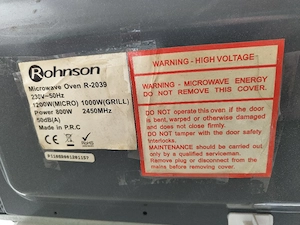 Rohnson
Microwave Oven R-2039
230V~50Hz
1200W(MICRO) 1000W(GRILL)
Power 800W 2450MHz
58dB(A)
Made in P.R.C
CE
WARNING - HIGH VOLTAGE
WARNING - MICROWAVE ENERGY
DO NOT REMOVE THIS COVER.
DO NOT operate this oven if the door
is bent, warped or otherwise damaged
and does not close firmly.
DO NOT tamper with the door safety
Interlocks.
MAINTENANCE should be carried out
only by a qualified serviceman.
Remove plug or disconnect from the
mains before removing cover.